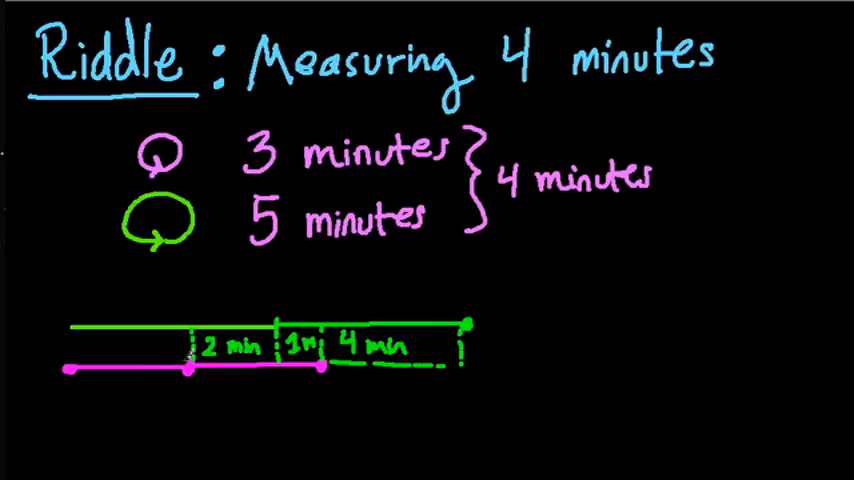 Riddle: Measuring 4 minutes
3 minutes
4 minutes
5 minutes
2 min 1m 4 min